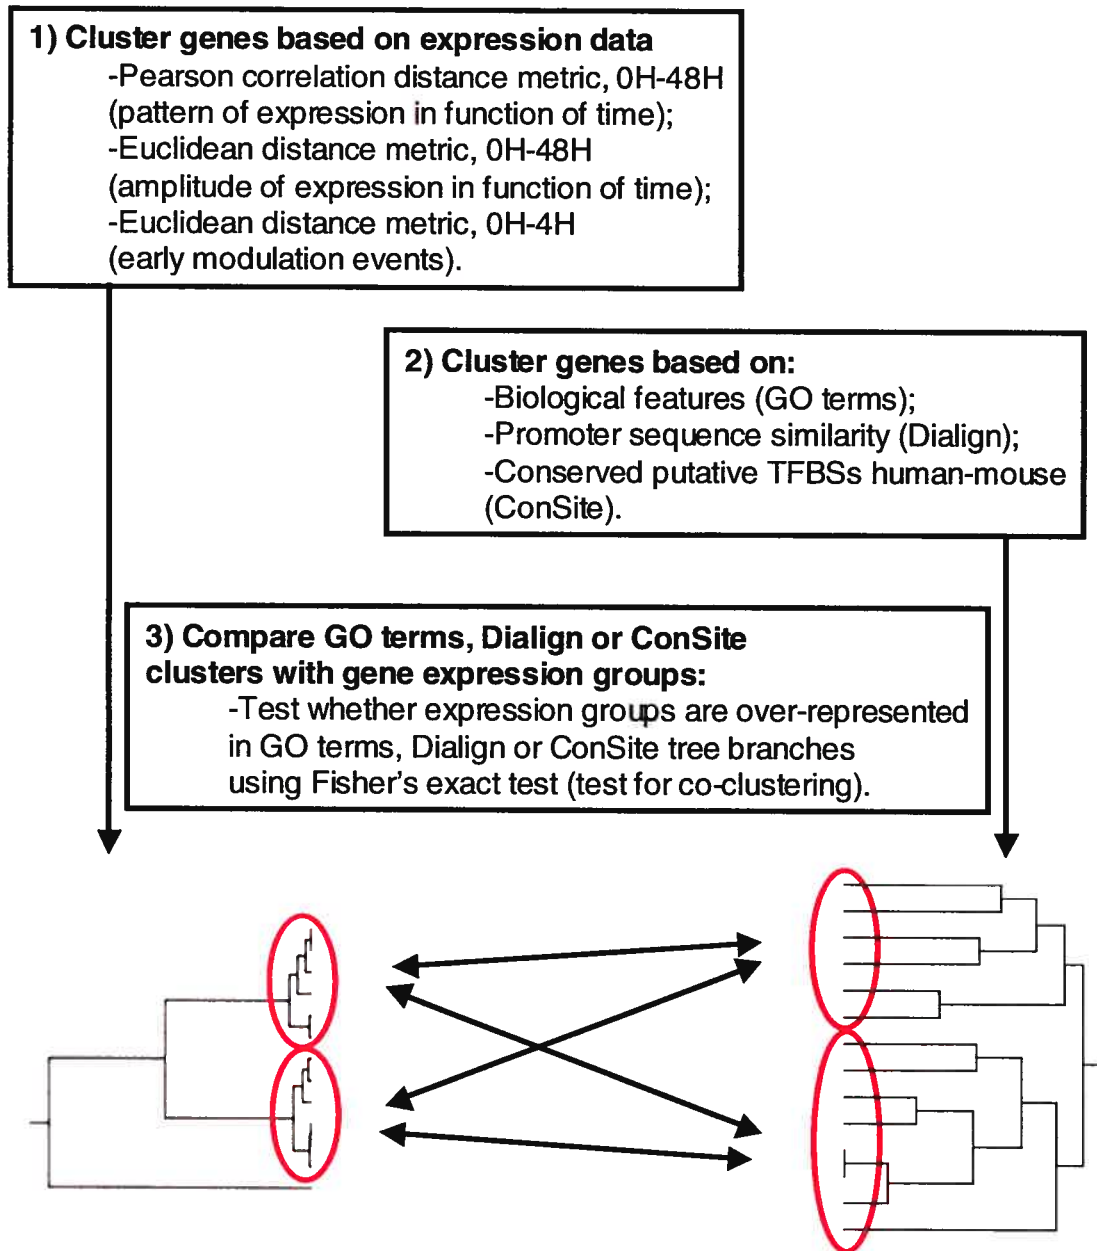 1) Cluster genes based on expression data
-Pearson correlation distance metric, 0H-48H
(pattern of expression in function of time);
-Euclidean distance metric, 0H-48H
(amplitude of expression in function of time);
-Euclidean distance metric, 0H-4H
(early modulation events).
2) Cluster genes based on:
-Biological features (GO terms);
-Promoter sequence similarity (Dialign);
-Conserved putative TFBSs human-mouse
(ConSite).
3) Compare GO terms, Dialign or ConSite
clusters with gene expression groups:
-Test whether expression groups are over-represented
in GO terms, Dialign or ConSite tree branches
using Fisher's exact test (test for co-clustering).